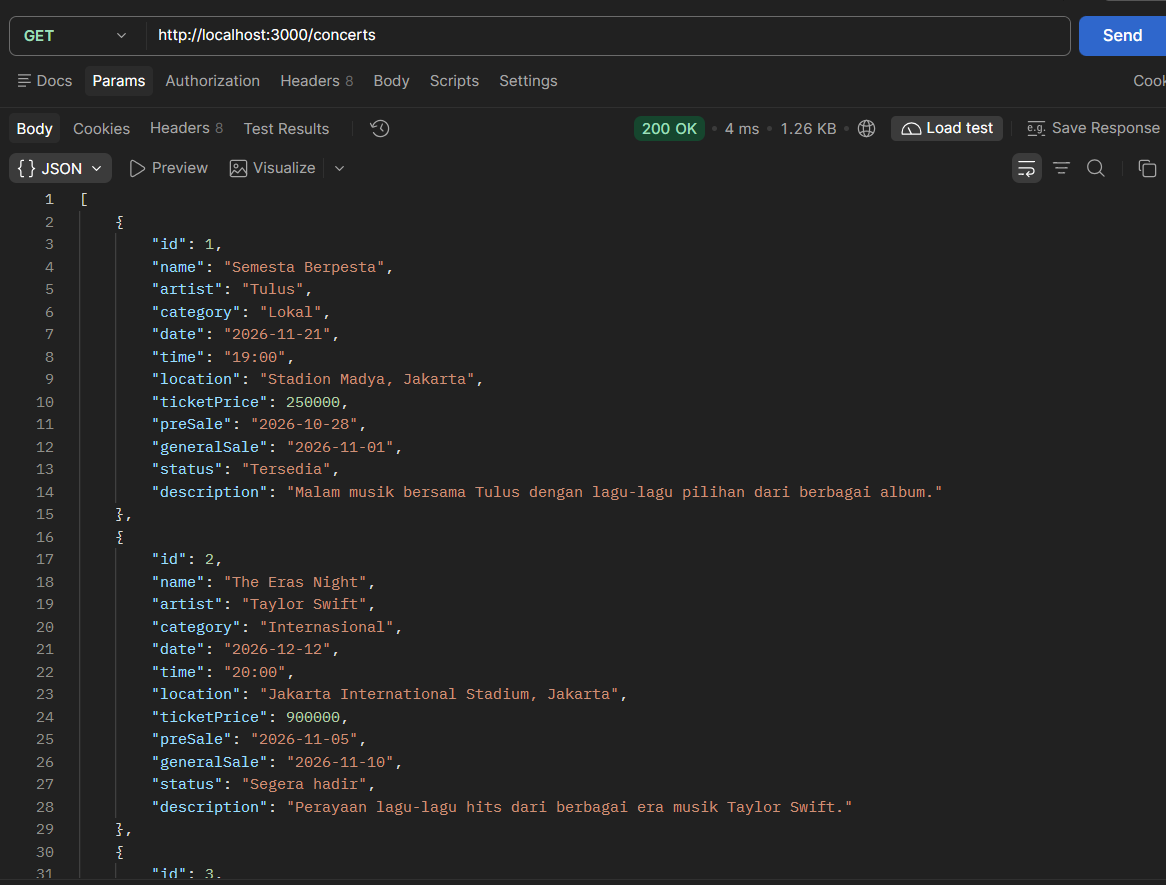 GET http://localhost:3000/concerts Send
Docs Params Authorization Headers 8 Body Scripts Settings Cook
Body Cookies Headers 8 Test Results 200 OK • 4 ms • 1.26 KB • Load test e.g. Save Response
{ } JSON Preview Visualize
1 [
2 {
3 "id": 1,
4 "name": "Semesta Berpesta",
5 "artist": "Tulus",
6 "category": "Lokal",
7 "date": "2026-11-21",
8 "time": "19:00",
9 "location": "Stadion Madya, Jakarta",
10 "ticketPrice": 250000,
11 "preSale": "2026-10-28",
12 "generalSale": "2026-11-01",
13 "status": "Tersedia",
14 "description": "Malam musik bersama Tulus dengan lagu-lagu pilihan dari berbagai album."
15 },
16 {
17 "id": 2,
18 "name": "The Eras Night",
19 "artist": "Taylor Swift",
20 "category": "Internasional",
21 "date": "2026-12-12",
22 "time": "20:00",
23 "location": "Jakarta International Stadium, Jakarta",
24 "ticketPrice": 900000,
25 "preSale": "2026-11-05",
26 "generalSale": "2026-11-10",
27 "status": "Segera hadir",
28 "description": "Perayaan lagu-lagu hits dari berbagai era musik Taylor Swift."
29 },
30 {
31 "id": 3,